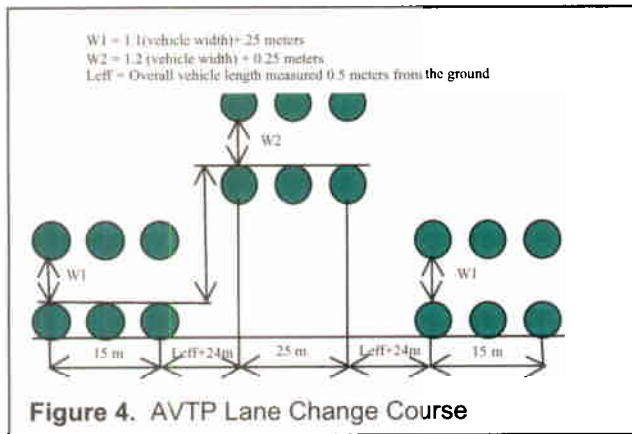 W1 = 1.1(vehicle width)+.25 meters
W2 = 1.2 (vehicle width) + 0.25 meters
Leff = Overall vehicle length measured 0.5 meters from the ground
W2
W1
W1
15 m
Leff+24m
25 m
Leff+24m
15 m
Figure 4. AVTP Lane Change Course